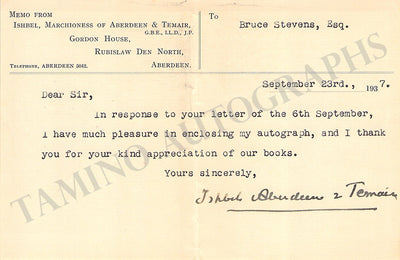 MEMO FROM
ISHBEL, MARCHIONESS OF ABERDEEN & TEMAIR,
G.B.E., LL.D., J.P.
GORDON HOUSE,
RUBISLAW DEN NORTH,
TELEPHONE, ABERDEEN 5042. ABERDEEN.
To
Bruce Stevens, Esq.
September 23rd., 1937.
Dear Sir,
In response to your letter of the 6th September,
I have much pleasure in enclosing my autograph, and I thank
you for your kind appreciation of our books.
Yours sincerely,
Ishbel Aberdeen & Temair
TAMINO AUTOGRAPHS